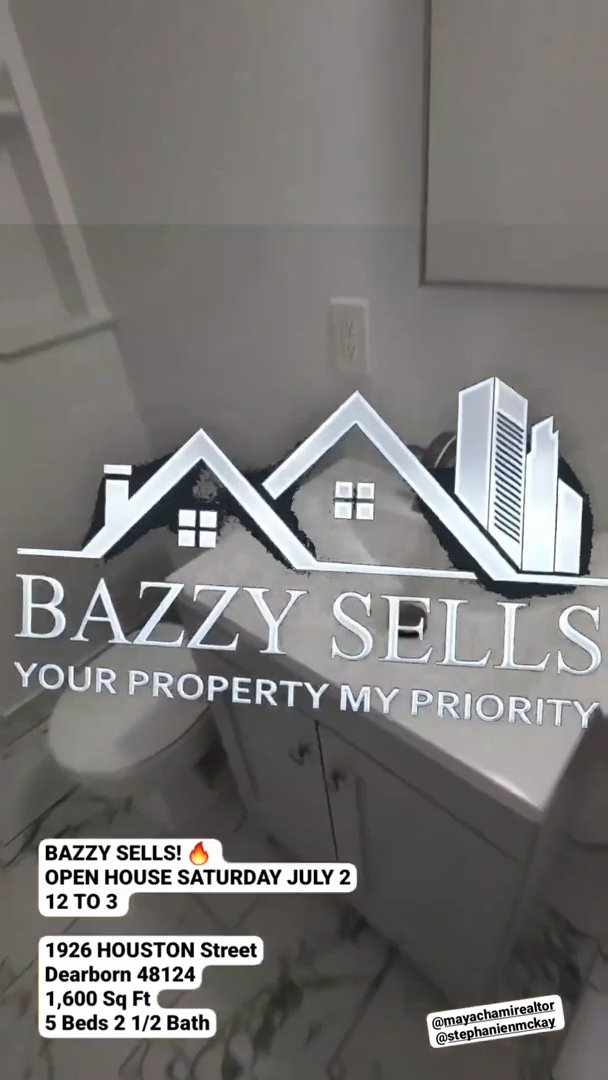 BAZZY SELLS
YOUR PROPERTY MY PRIORITY
BAZZY SELLS! 🔥
OPEN HOUSE SATURDAY JULY 2
12 TO 3
1926 HOUSTON Street
Dearborn 48124
1,600 Sq Ft
5 Beds 2 1/2 Bath
@mayachamirealtor
@stephanienmckay